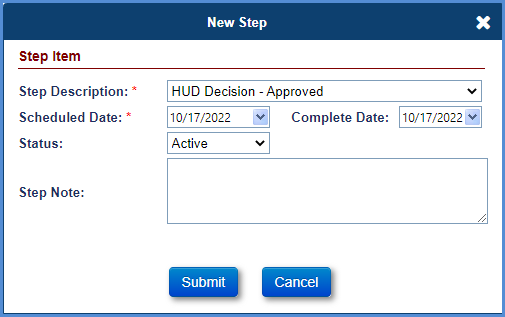 New Step
Step Item
Step Description: * HUD Decision - Approved
Scheduled Date: * 10/17/2022 Complete Date: 10/17/2022
Status: Active
Step Note:
Submit Cancel